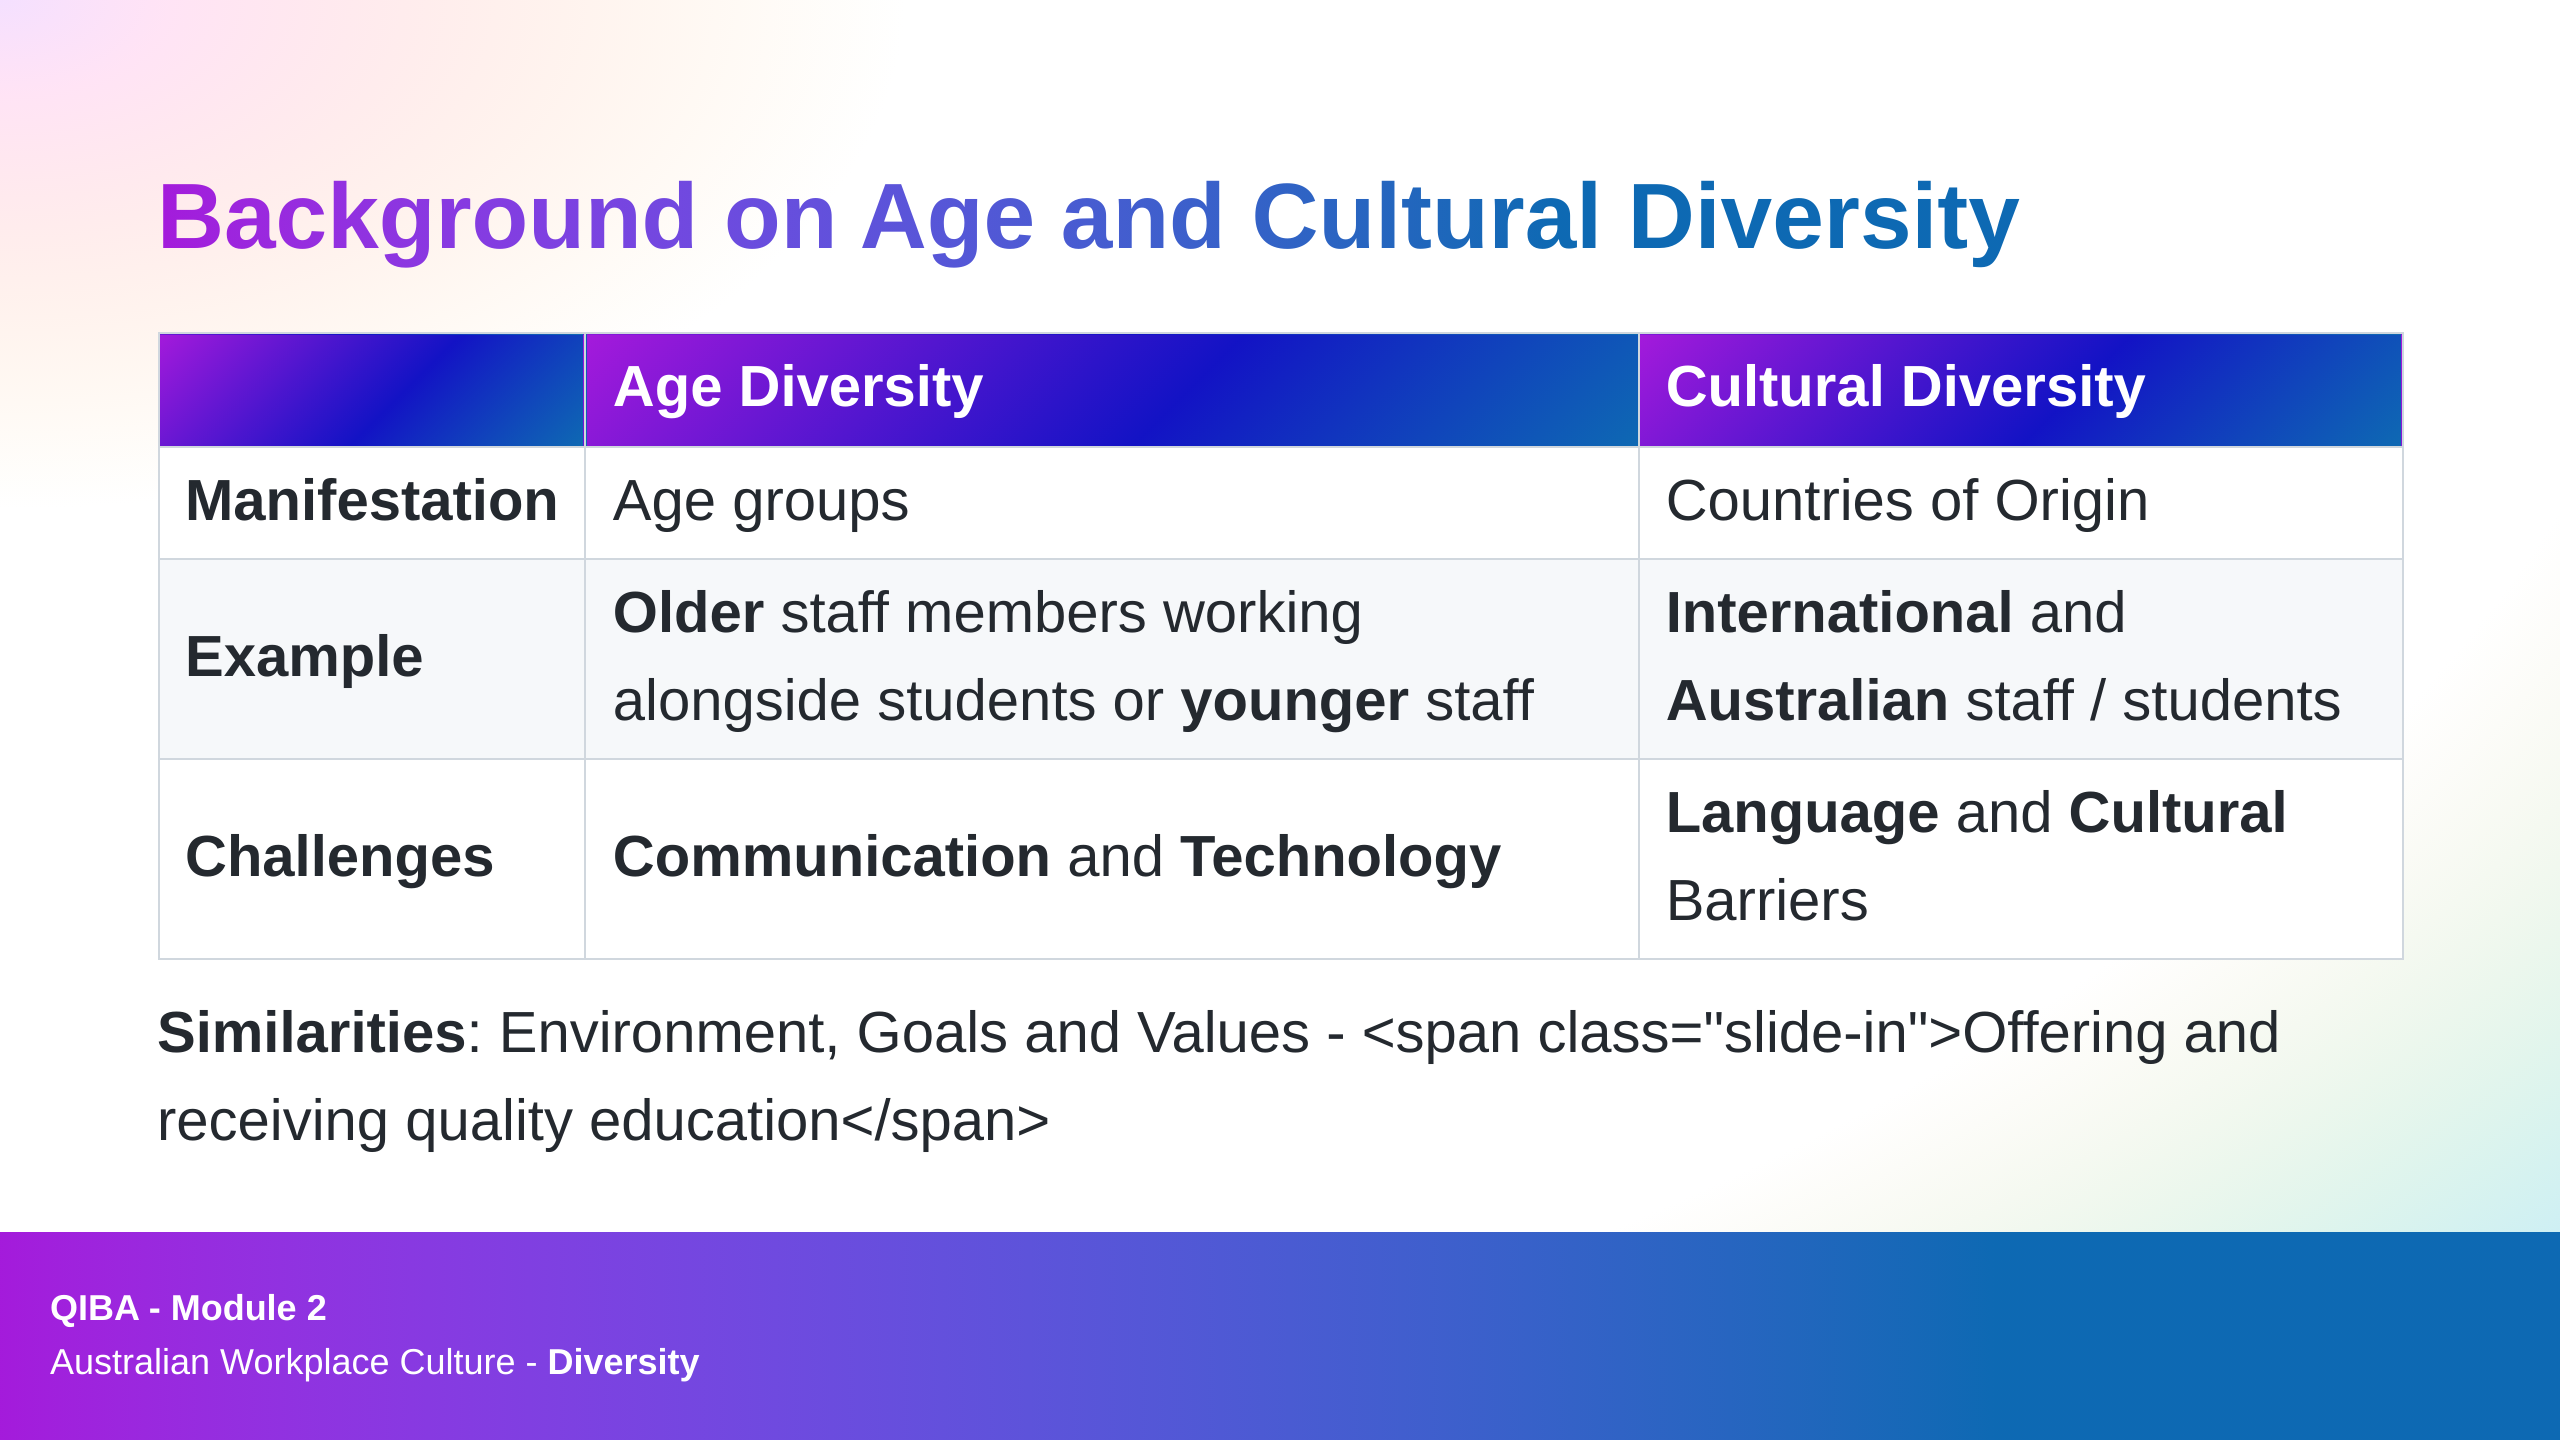 Background on Age and Cultural Diversity
Age Diversity
Cultural Diversity
Manifestation
Age groups
Countries of Origin
Example
Older staff members working
alongside students or younger staff
International and
Australian staff / students
Challenges
Communication and Technology
Language and Cultural
Barriers
Similarities: Environment, Goals and Values - <span class="slide-in">Offering and
receiving quality education</span>
QIBA - Module 2
Australian Workplace Culture - Diversity